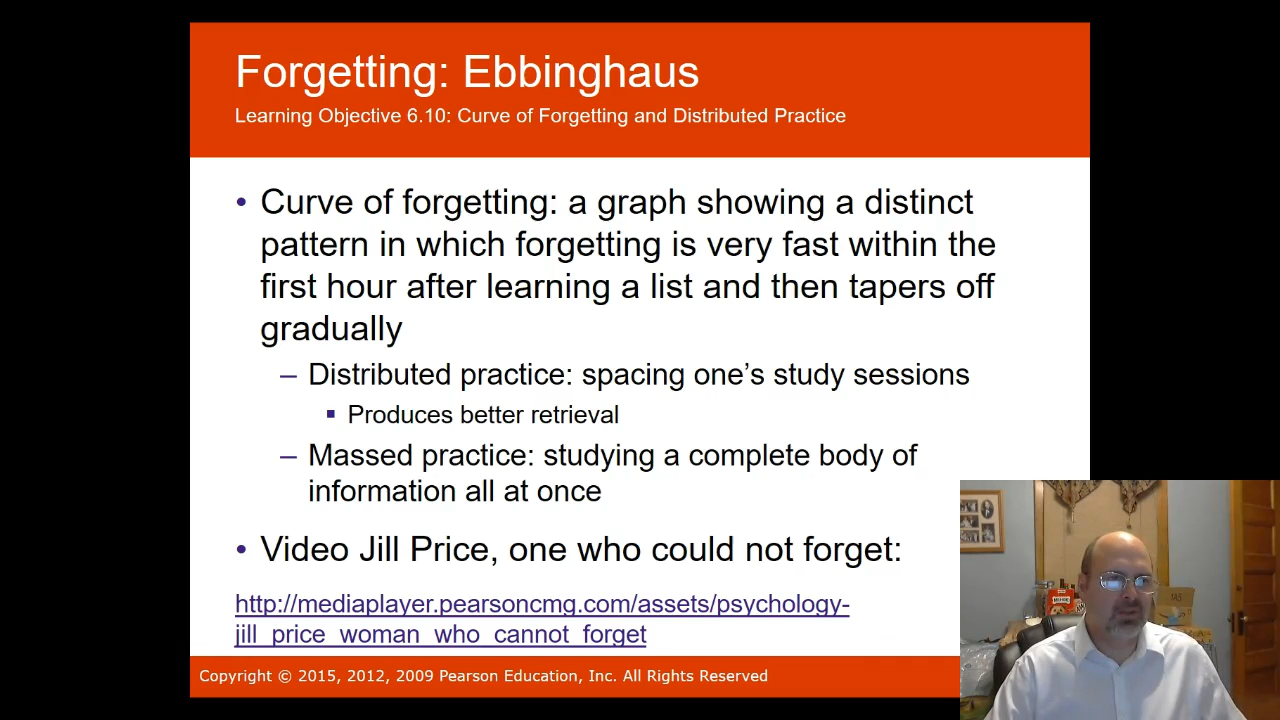 Forgetting: Ebbinghaus
Learning Objective 6.10: Curve of Forgetting and Distributed Practice
• Curve of forgetting: a graph showing a distinct
pattern in which forgetting is very fast within the
first hour after learning a list and then tapers off
gradually
– Distributed practice: spacing one’s study sessions
▪ Produces better retrieval
– Massed practice: studying a complete body of
information all at once
• Video Jill Price, one who could not forget:
http://mediaplayer.pearsoncmg.com/assets/psychology-
jill_price_woman_who_cannot_forget
Copyright © 2015, 2012, 2009 Pearson Education, Inc. All Rights Reserved